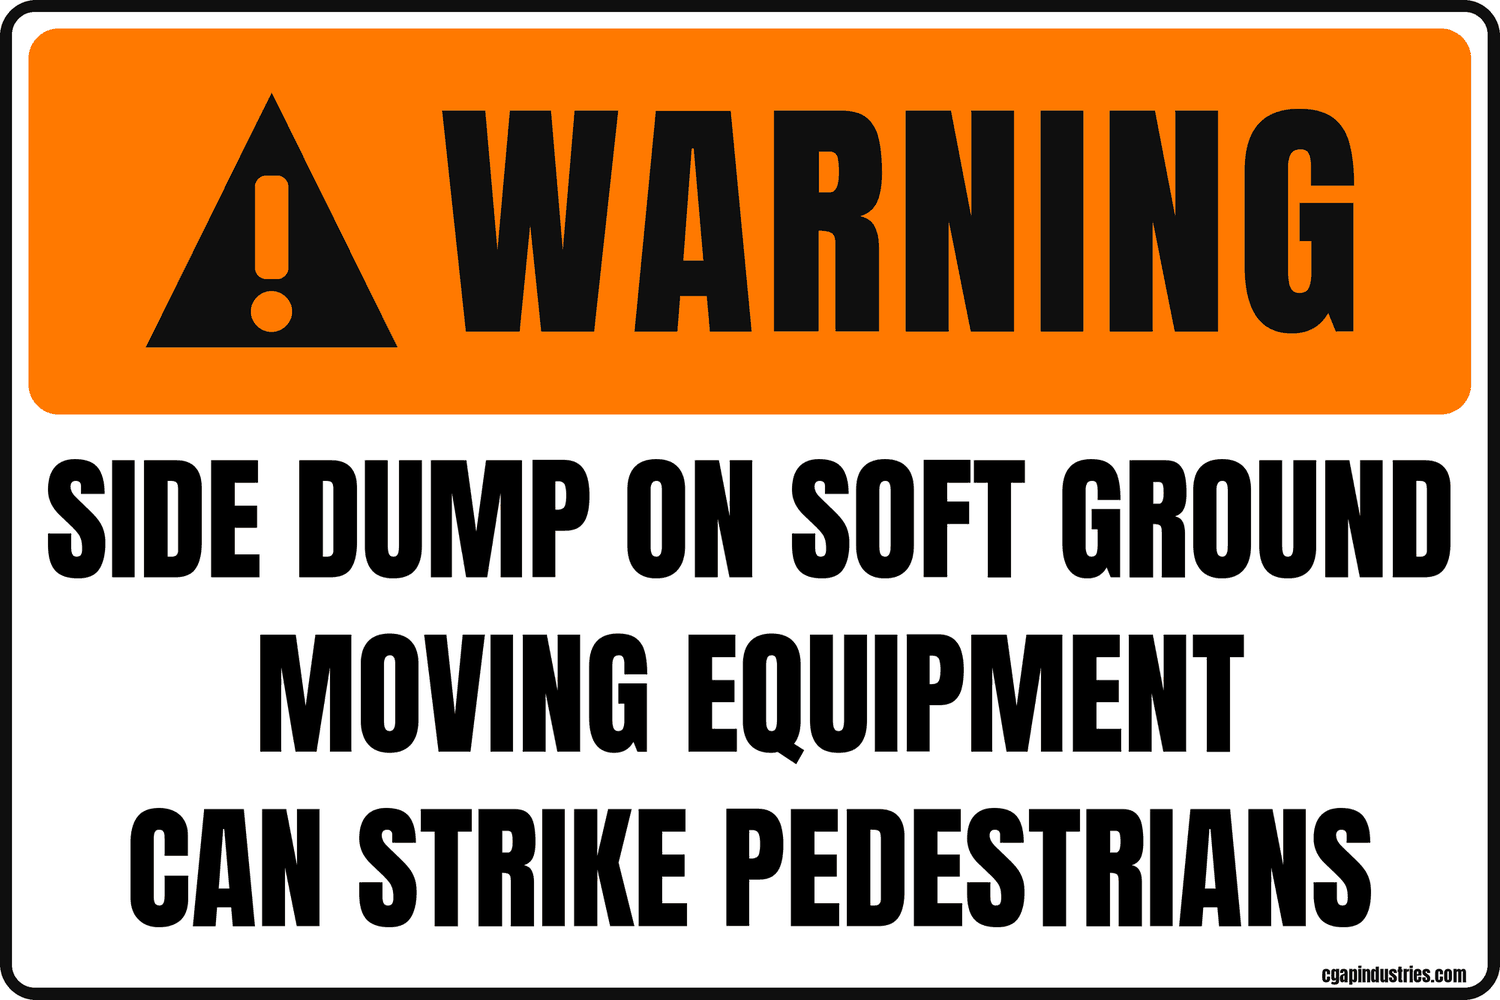 WARNING
SIDE DUMP ON SOFT GROUND
MOVING EQUIPMENT
CAN STRIKE PEDESTRIANS
cgapindustries.com